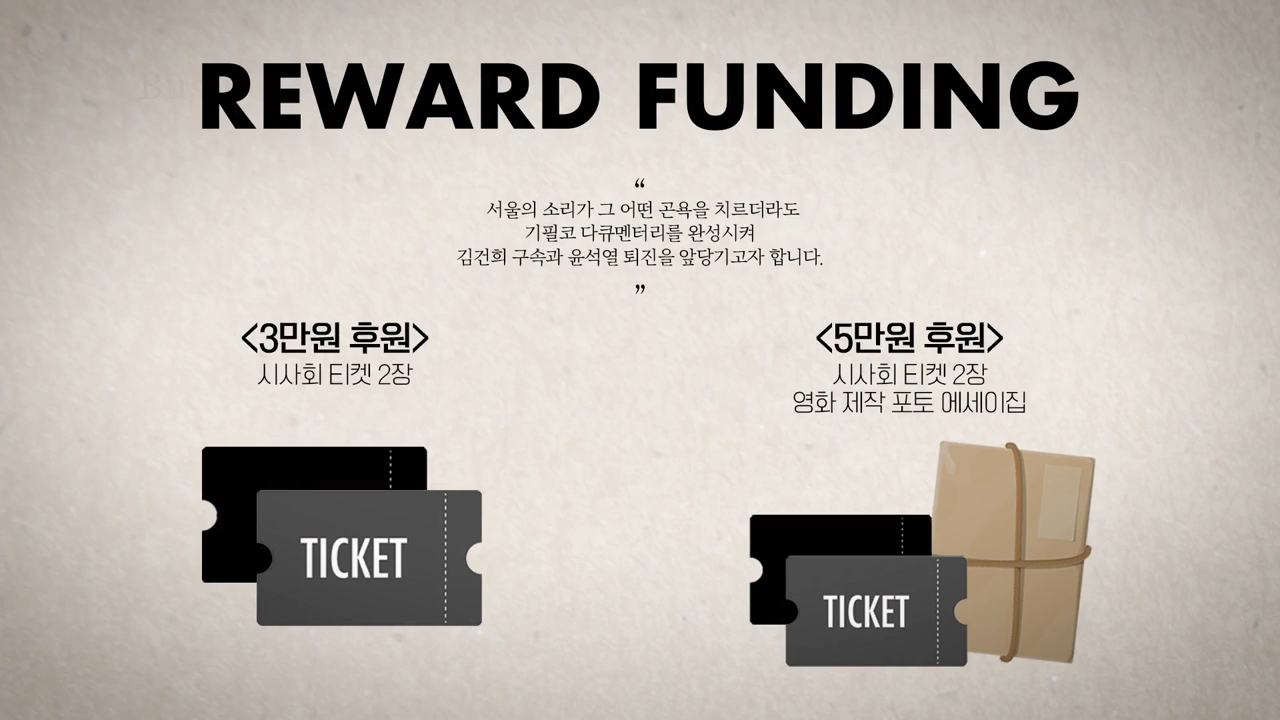 REWARD FUNDING
“
서울의 소리가 그 어떤 곤욕을 치르더라도
기필코 다큐멘터리를 완성시켜
김건희 구속과 윤석열 퇴진을 앞당기고자 합니다.
”
<3만원 후원>
시사회 티켓 2장
<5만원 후원>
시사회 티켓 2장
영화 제작 포토 에세이집
TICKET
TICKET